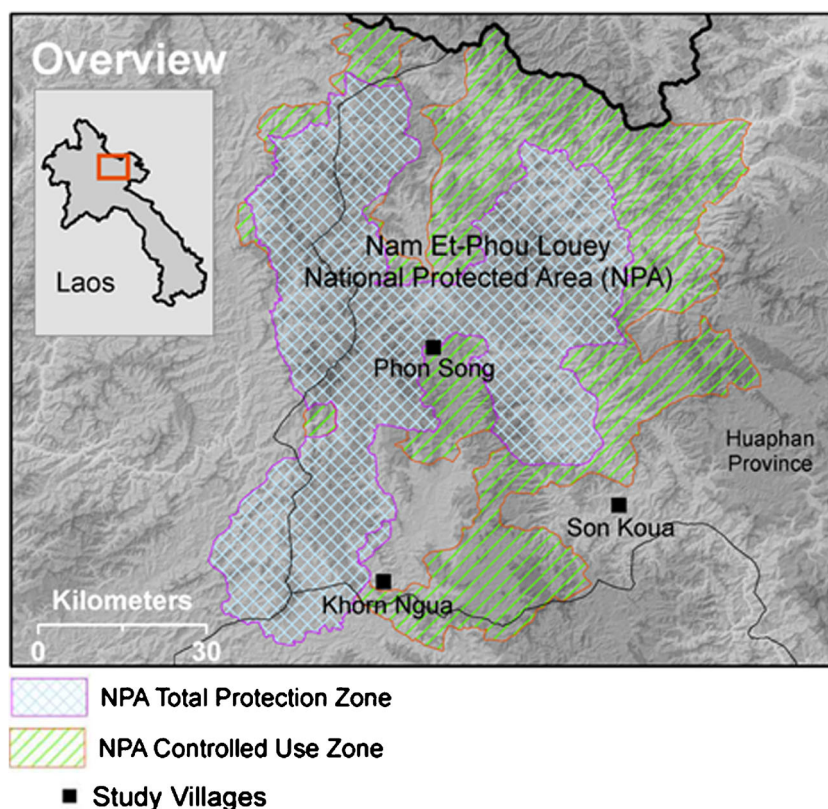 Overview
Laos
Nam Et-Phou Louey
National Protected Area (NPA)
Phon Song
Huaphan
Province
Son Koua
Khorn Ngua
Kilometers
0 30
NPA Total Protection Zone
NPA Controlled Use Zone
Study Villages